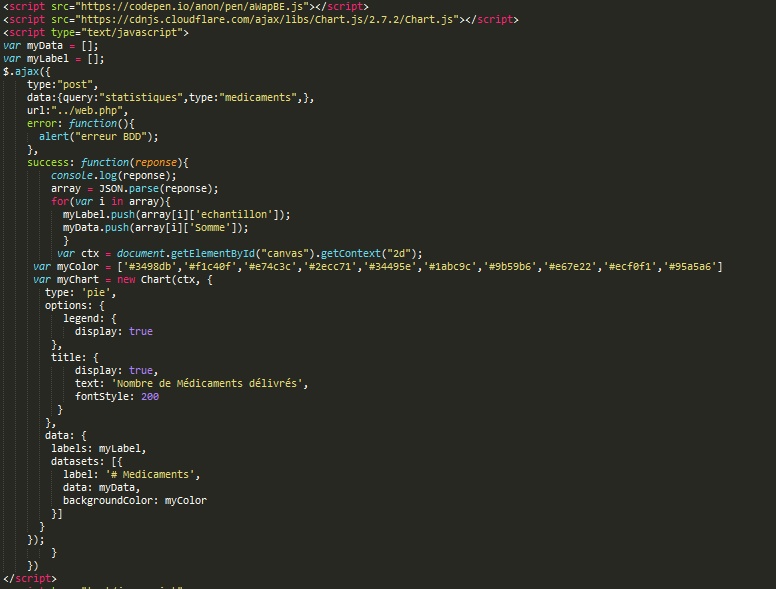 <script src="https://codepen.io/anon/pen/aWapBE.js"></script>
<script src="https://cdnjs.cloudflare.com/ajax/libs/Chart.js/2.7.2/Chart.js"></script>
<script type="text/javascript">
var myData = [];
var myLabel = [];
$.ajax({
    type:"post",
    data:{query:"statistiques",type:"medicaments",},
    url:"../web.php",
    error: function(){
      alert("erreur BDD");
    },
    success: function(reponse){
        console.log(reponse);
        array = JSON.parse(reponse);
        for(var i in array){
          myLabel.push(array[i]['echantillon']);
          myData.push(array[i]['Somme']);
          }
         var ctx = document.getElementById("canvas").getContext("2d");
     var myColor = ['#3498db','#f1c40f','#e74c3c','#2ecc71','#34495e','#1abc9c','#9b59b6','#e67e22','#ecf0f1','#95a5a6']
     var myChart = new Chart(ctx, {
       type: 'pie',
       options: {
          legend: {
            display: true
        },
        title: {
            display: true,
            text: 'Nombre de Médicaments délivrés',
            fontStyle: 200
         }
       },
       data: {
        labels: myLabel,
        datasets: [{
          label: '# Medicaments',
          data: myData,
          backgroundColor: myColor
        }]
      }
    });
        }
    })
</script>